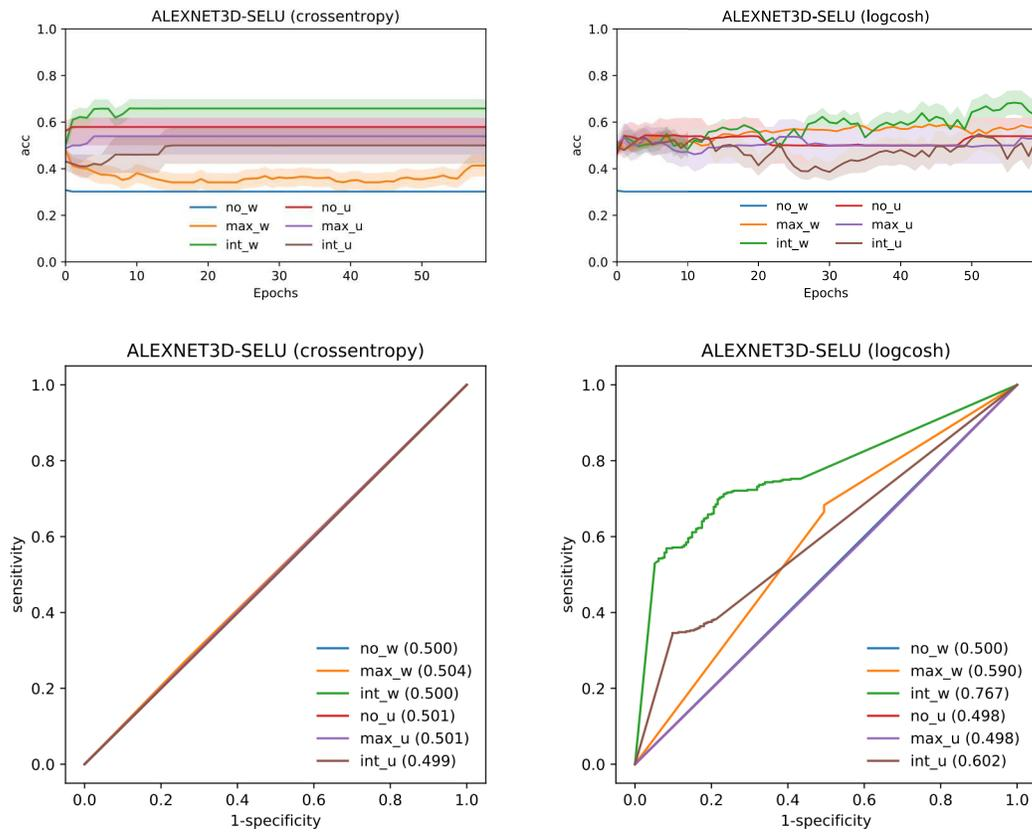 ALEXNET3D-SELU (crossentropy)
1.0
0.8
0.6
0.4
0.2
0.0
acc
0 10 20 30 40 50
Epochs
no_w no_u
max_w max_u
int_w int_u
ALEXNET3D-SELU (logcosh)
1.0
0.8
0.6
0.4
0.2
0.0
acc
0 10 20 30 40 50
Epochs
no_w no_u
max_w max_u
int_w int_u
ALEXNET3D-SELU (crossentropy)
1.0
0.8
0.6
0.4
0.2
0.0
sensitivity
no_w (0.500)
max_w (0.504)
int_w (0.500)
no_u (0.501)
max_u (0.501)
int_u (0.499)
0.0 0.2 0.4 0.6 0.8 1.0
1-specificity
ALEXNET3D-SELU (logcosh)
1.0
0.8
0.6
0.4
0.2
0.0
sensitivity
no_w (0.500)
max_w (0.590)
int_w (0.767)
no_u (0.498)
max_u (0.498)
int_u (0.602)
0.0 0.2 0.4 0.6 0.8 1.0
1-specificity